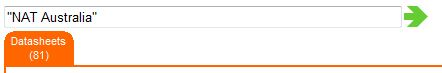 "NAT Australia"
Datasheets
(81)